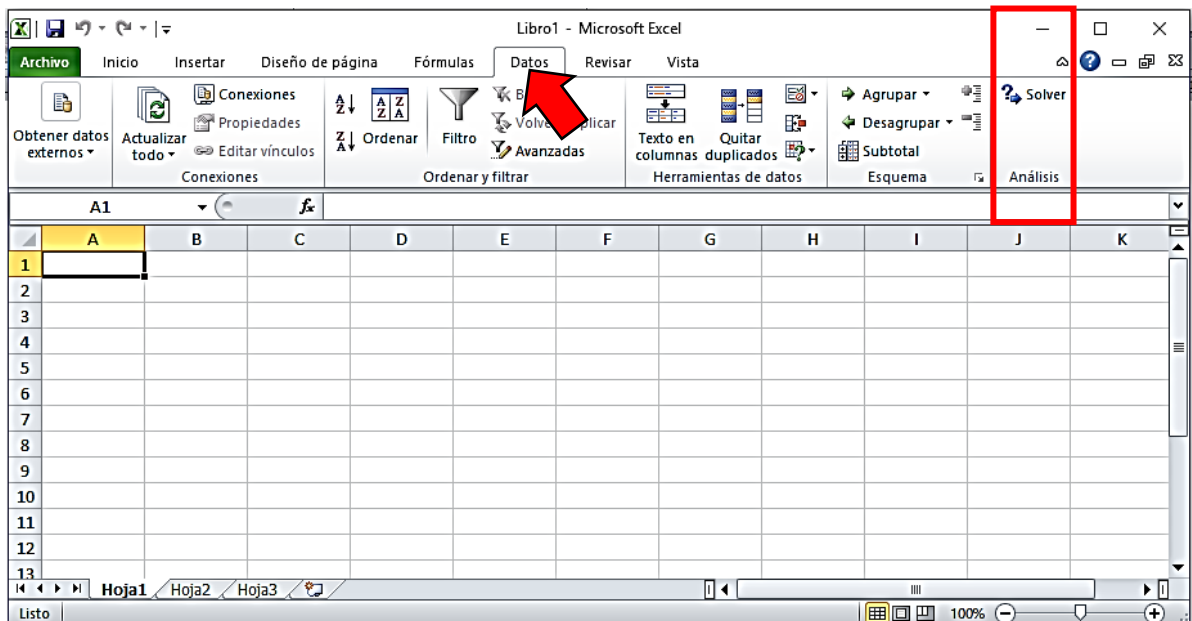 Libro1 - Microsoft Excel
Archivo Inicio Insertar Diseño de página Fórmulas Datos Revisar Vista
Obtener datos externos
Actualizar todo
Conexiones
Propiedades
Editar vínculos
Conexiones
Ordenar
Filtro
Avanzadas
Ordenar y filtrar
Texto en columnas
Quitar duplicados
Herramientas de datos
Agrupar
Desagrupar
Subtotal
Esquema
Solver
Análisis
A1 fx
A B C D E F G H I J K
1
2
3
4
5
6
7
8
9
10
11
12
13
Hoja1 Hoja2 Hoja3
Listo 100%